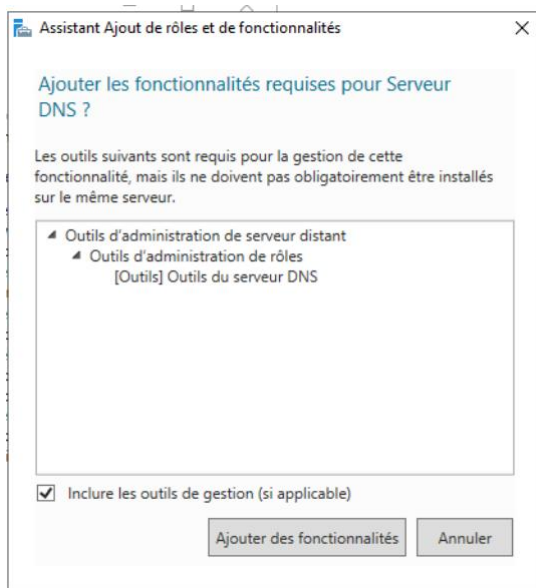 Assistant Ajout de rôles et de fonctionnalités
Ajouter les fonctionnalités requises pour Serveur
DNS ?
Les outils suivants sont requis pour la gestion de cette
fonctionnalité, mais ils ne doivent pas obligatoirement être installés
sur le même serveur.
Outils d'administration de serveur distant
Outils d'administration de rôles
[Outils] Outils du serveur DNS
Inclure les outils de gestion (si applicable)
Ajouter des fonctionnalités
Annuler